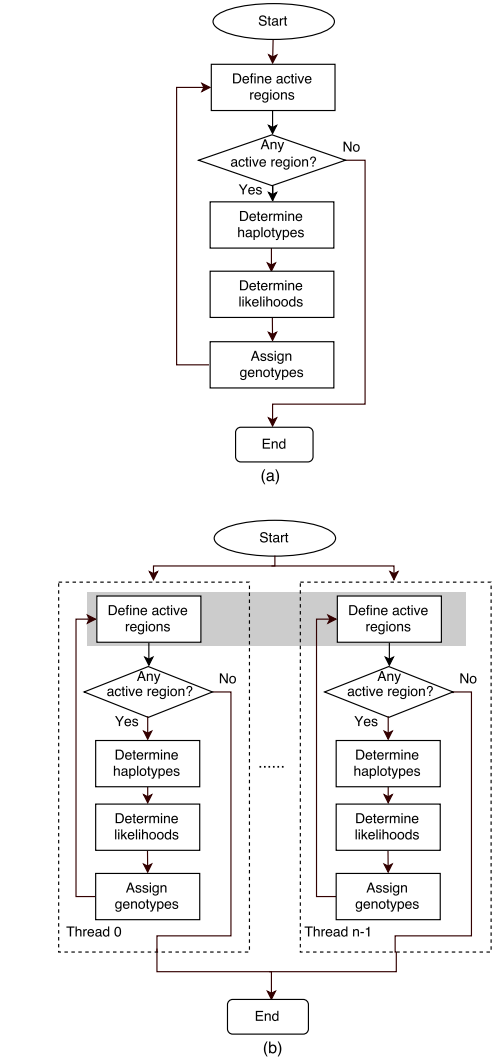 Start
Define active
regions
Any
active region?
No
Yes
Determine
haplotypes
Determine
likelihoods
Assign
genotypes
End
(a)
Start
Define active
regions
Any
active region?
No
Yes
Determine
haplotypes
Determine
likelihoods
Assign
genotypes
Thread 0
......
Define active
regions
Any
active region?
No
Yes
Determine
haplotypes
Determine
likelihoods
Assign
genotypes
Thread n-1
End
(b)